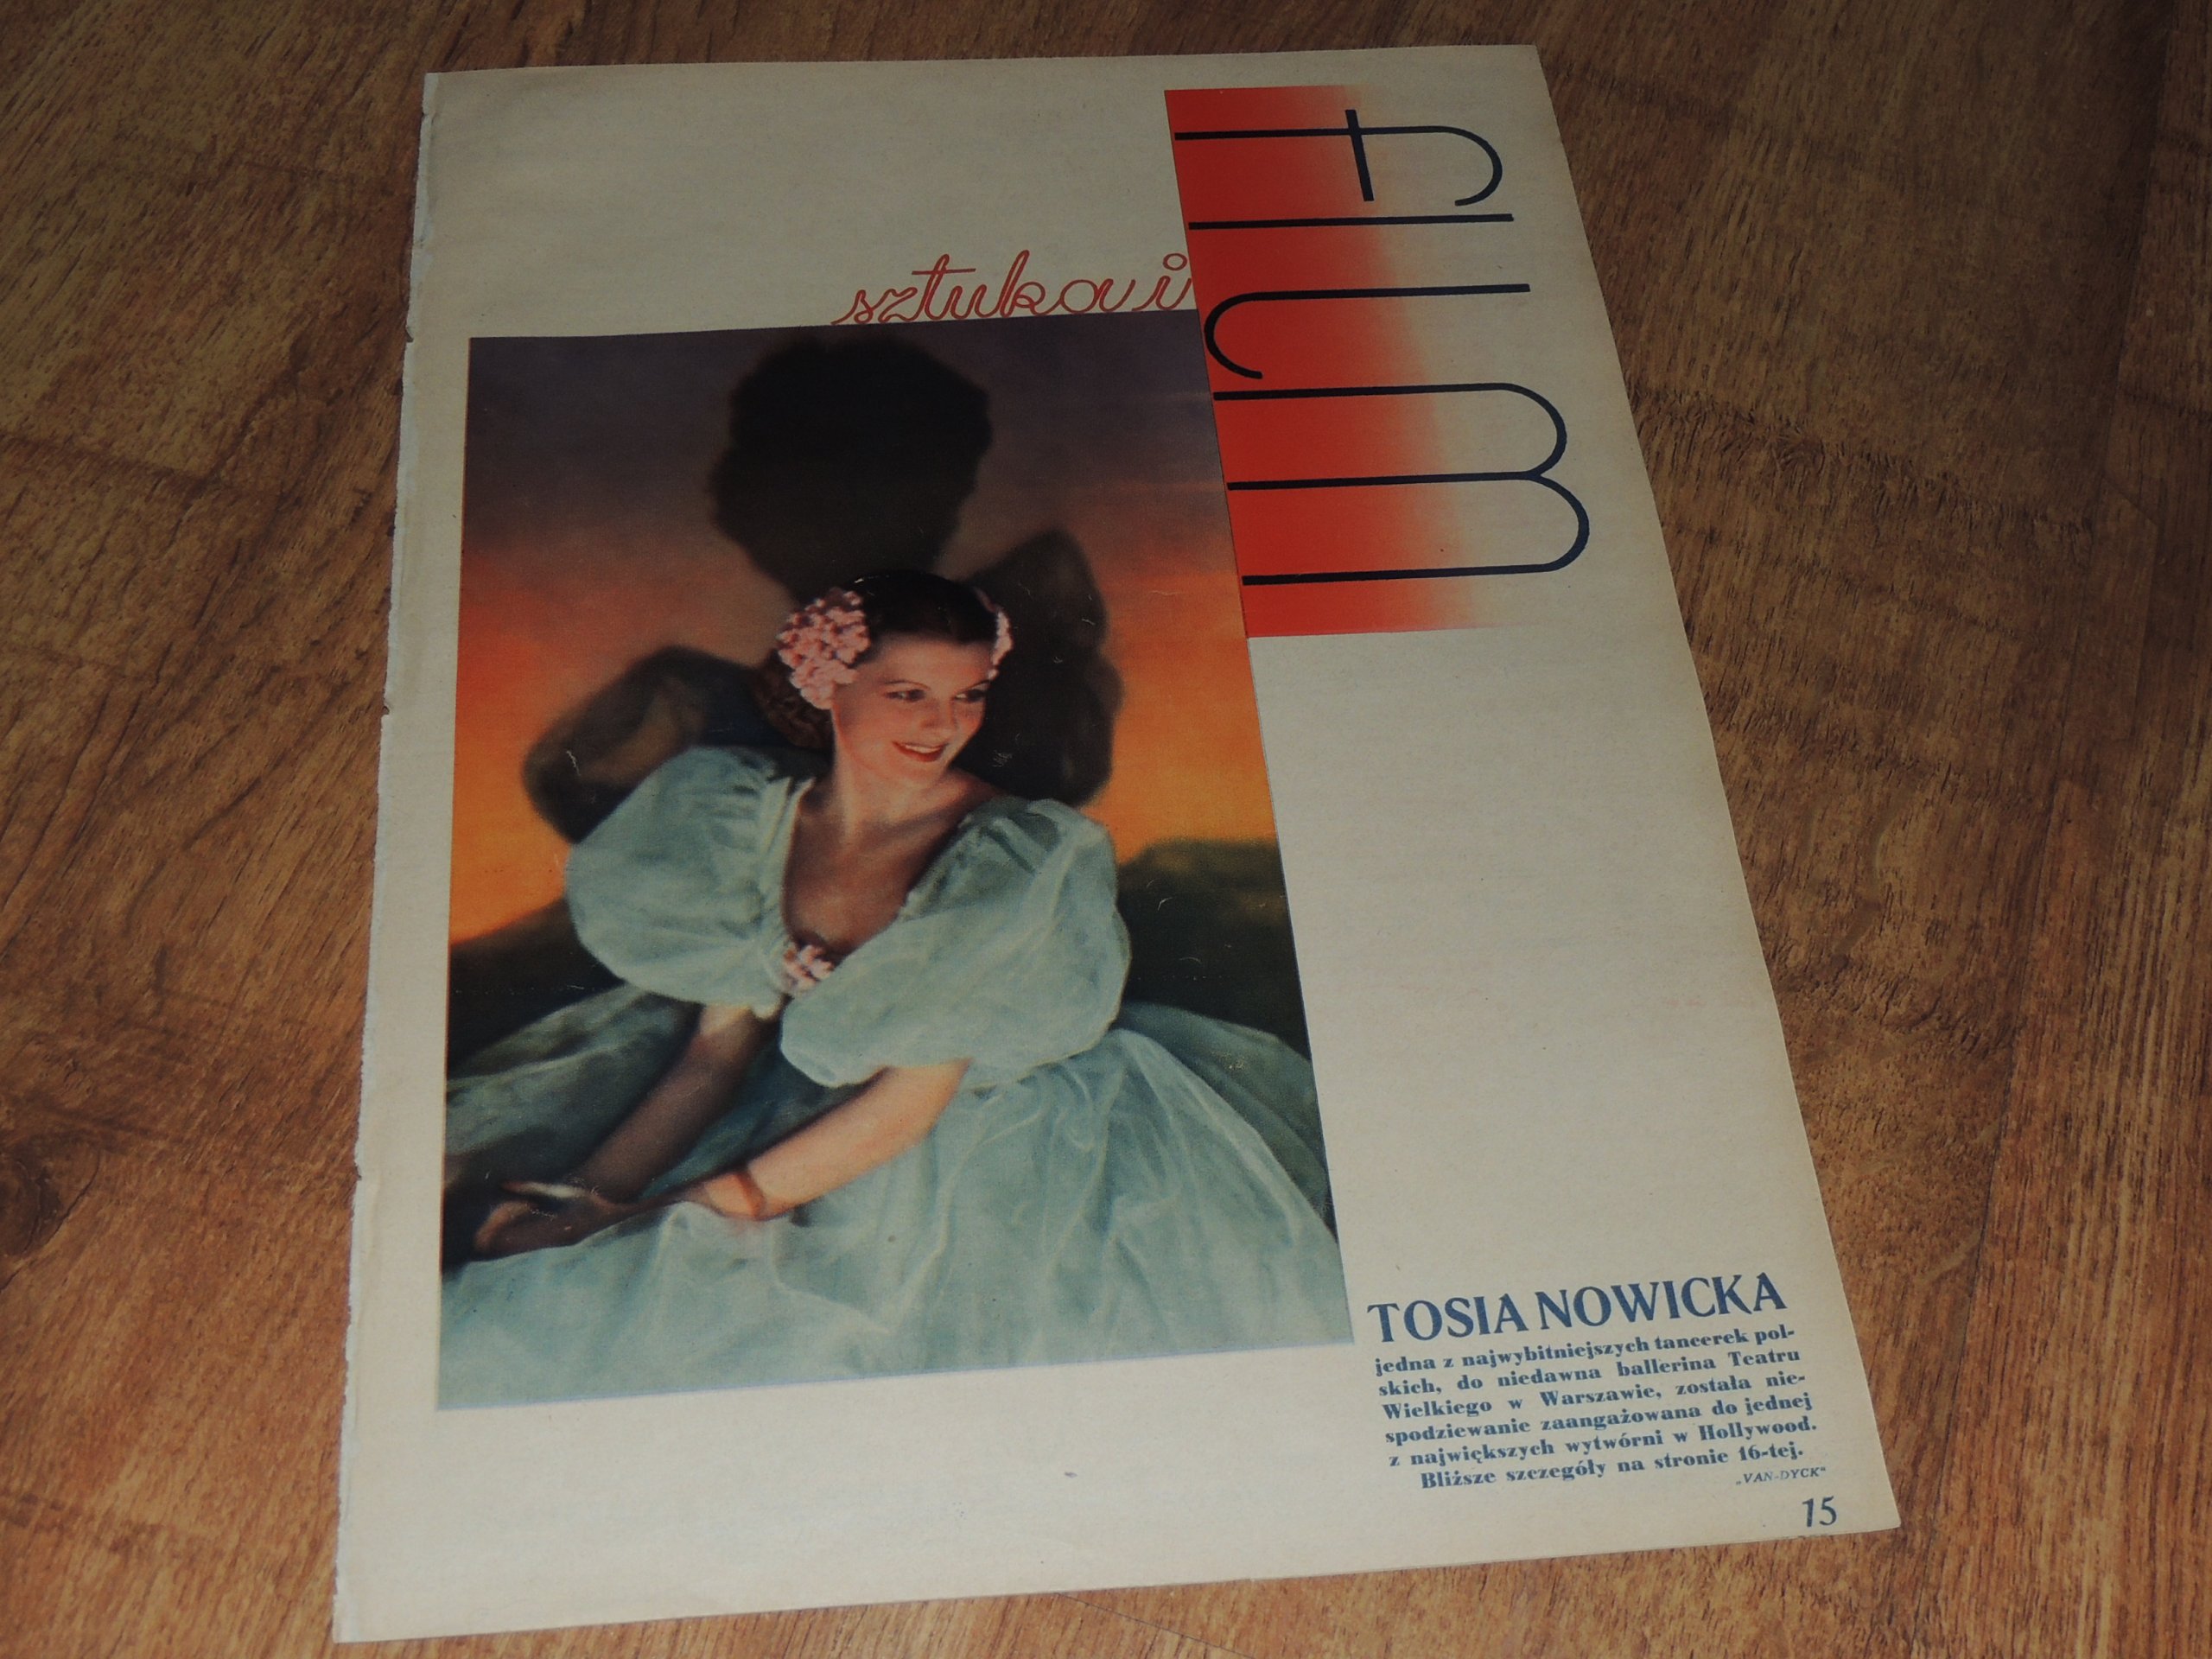 sztuka i
film
TOSIA NOWICKA
jedna z najwybitniejszych tancerek pol-
skich, do niedawna ballerina Teatru
Wielkiego w Warszawie, została nie-
spodziewanie zaangażowana do jednej
z największych wytwórni w Hollywood.
Bliższe szczegóły na stronie 16-tej.
„VAN-DYCK"
15